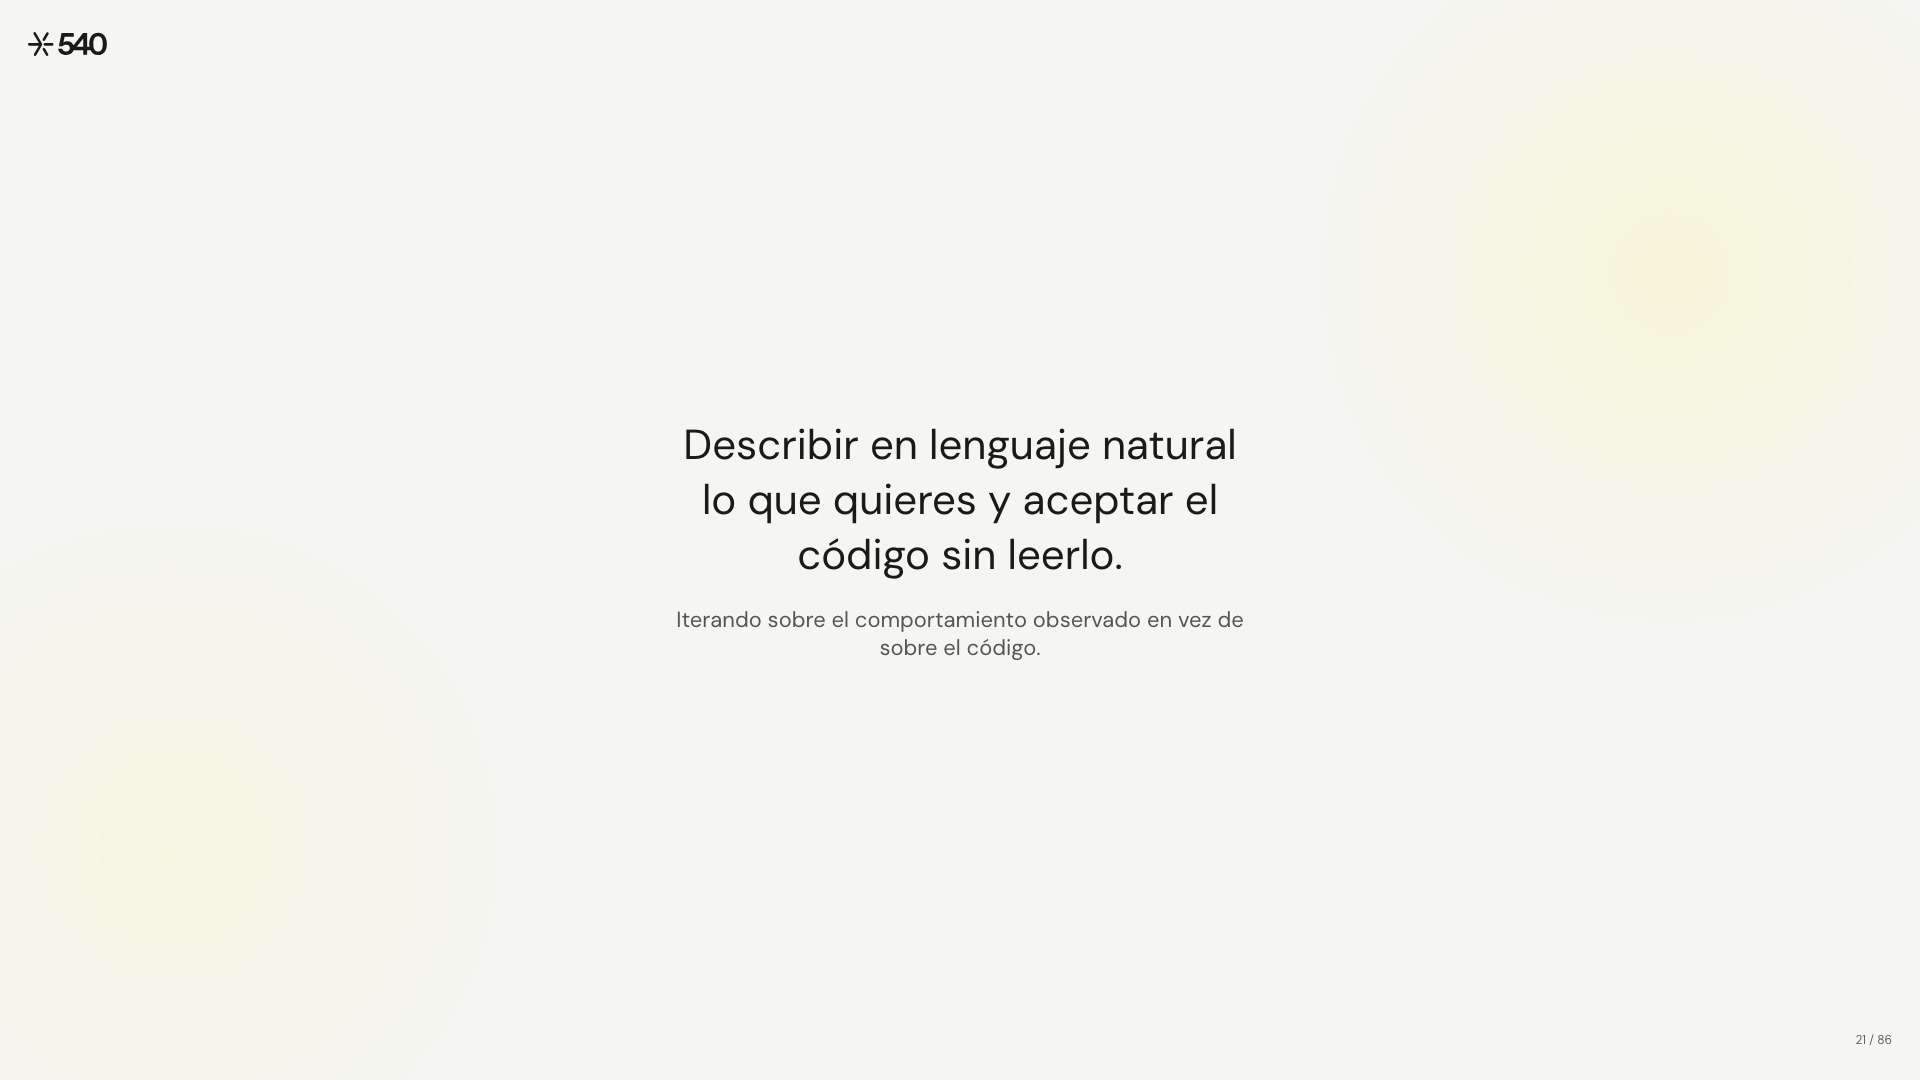 540
Describir en lenguaje natural
lo que quieres y aceptar el
código sin leerlo.
Iterando sobre el comportamiento observado en vez de
sobre el código.
21 / 86